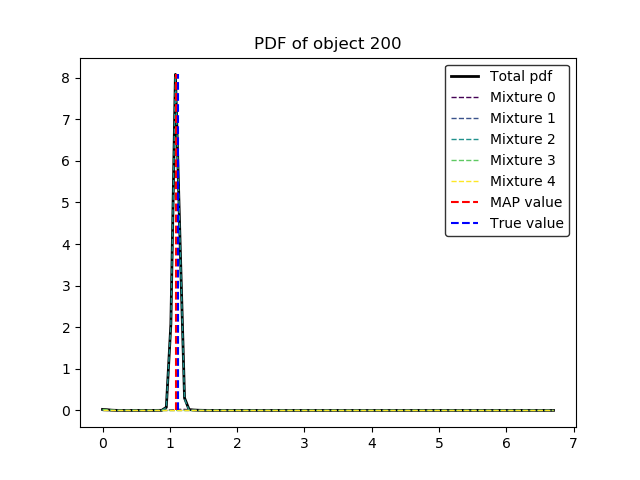 PDF of object 200
8
7
6
5
4
3
2
1
0
0 1 2 3 4 5 6 7
Total pdf
Mixture 0
Mixture 1
Mixture 2
Mixture 3
Mixture 4
MAP value
True value